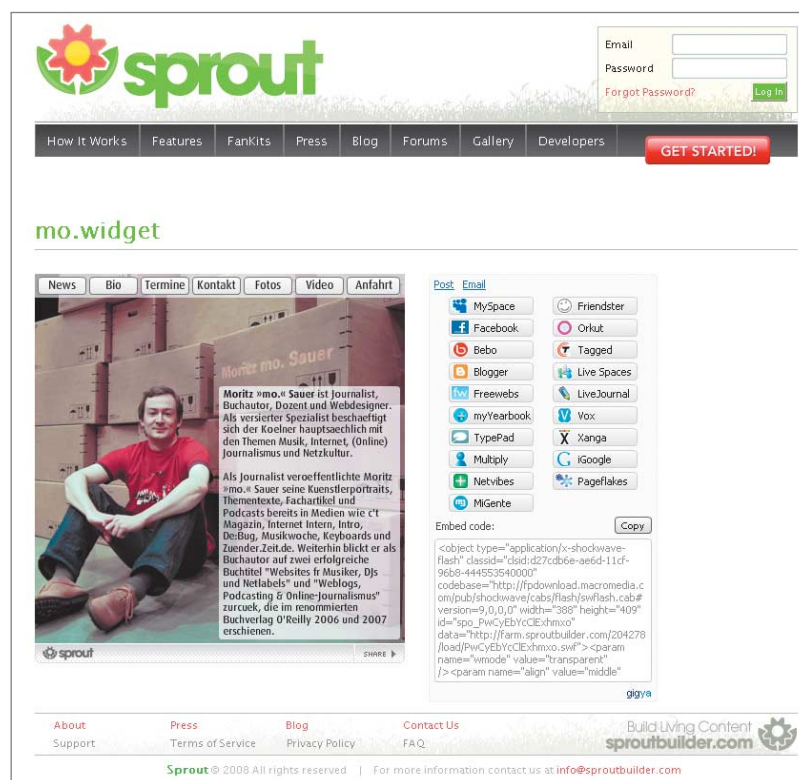 sprout
Email
Password
Forgot Password?
Log In
How It Works
Features
FanKits
Press
Blog
Forums
Gallery
Developers
GET STARTED!
mo.widget
News
Bio
Termine
Kontakt
Fotos
Video
Anfahrt
Moritz mo. Sauer
Moritz »mo.« Sauer ist Journalist,
Buchautor, Dozent und Webdesigner.
Als versierter Spezialist beschaeftigt
sich der Koelner hauptsaechlich mit
den Themen Musik, Internet, (Online)
Journalismus und Netzkultur.
Als Journalist veroeffentlichte Moritz
»mo.« Sauer seine Kuenstlerportraits,
Thementexte, Fachartikel und
Podcasts bereits in Medien wie c't
Magazin, Internet Intern, Intro,
De:Bug, Musikwoche, Keyboards und
Zuender.Zeit.de. Weiterhin blickt er als
Buchautor auf zwei erfolgreiche
Buchtitel "Websites fr Musiker, DJs
und Netlabels" und "Weblogs,
Podcasting & Online-Journalismus"
zurcuek, die im renommierten
Buchverlag O'Reilly 2006 und 2007
erschienen.
sprout
SHARE
Post
Email
MySpace
Friendster
Facebook
Orkut
Bebo
Tagged
Blogger
Live Spaces
Freewebs
LiveJournal
myYearbook
Vox
TypePad
Xanga
Multiply
iGoogle
Netvibes
Pageflakes
MiGente
Embed code:
Copy
<object type="application/x-shockwave-
flash" classid="clsid:d27cdb6e-ae6d-11cf-
96b8-444553540000"
codebase="http://fpdownload.macromedia.c
om/pub/shockwave/cabs/flash/swflash.cab#
version=9,0,0,0" width="388" height="409"
id="spo_PwCyEbYcClExhmxo"
data="http://farm.sproutbuilder.com/204278
/load/PwCyEbYcClExhmxo.swf"><param
name="wmode" value="transparent"
/><param name="align" value="middle"
gigya
About
Press
Blog
Contact Us
Support
Terms of Service
Privacy Policy
FAQ
Build Living Content
sproutbuilder.com
Sprout © 2008 All rights reserved | For more information contact us at info@sproutbuilder.com